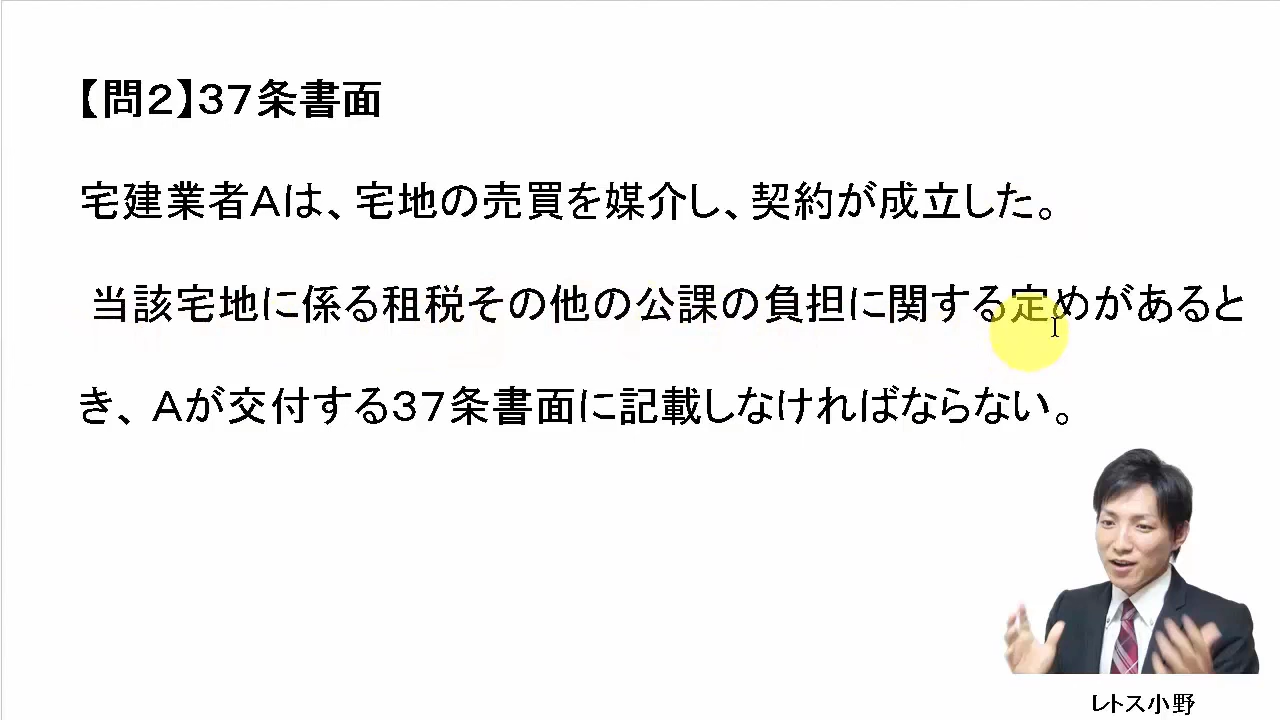 【問２】３７条書面
宅建業者Ａは、宅地の売買を媒介し、契約が成立した。
当該宅地に係る租税その他の公課の負担に関する定めがあると
き、Ａが交付する３７条書面に記載しなければならない。
レトス小野